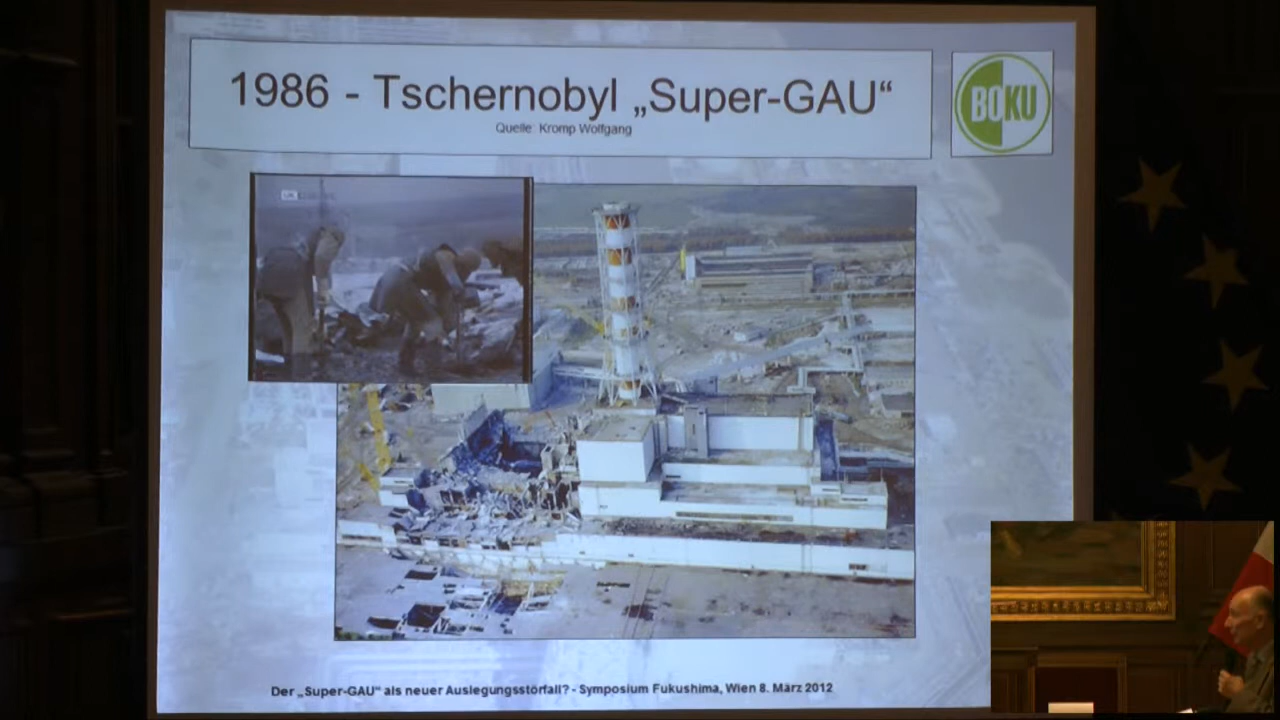 1986 - Tschernobyl „Super-GAU“
Quelle: Kromp Wolfgang
BOKU
Der „Super-GAU“ als neuer Auslegungsstörfall? - Symposium Fukushima, Wien 8. März 2012